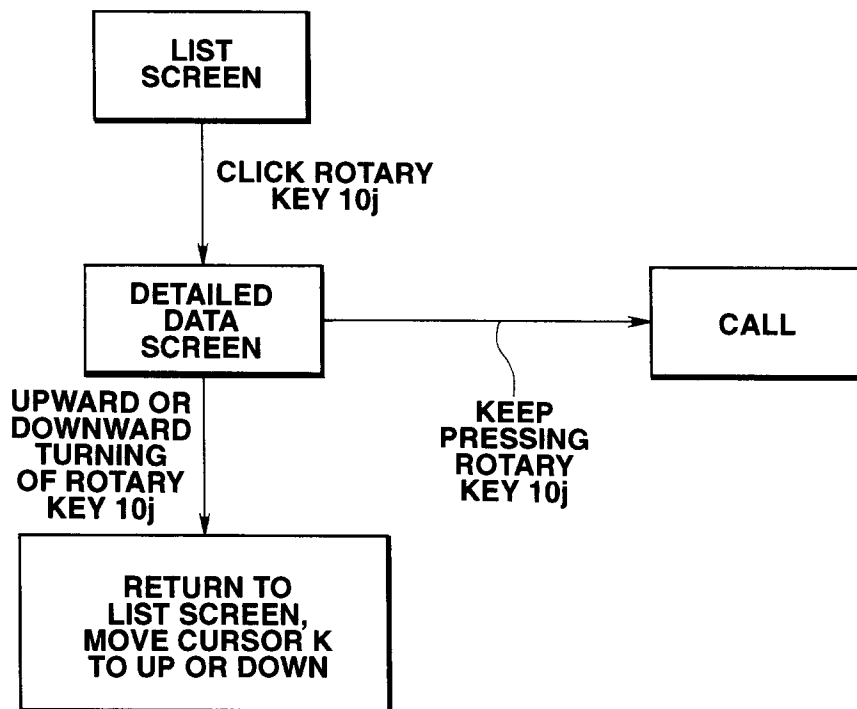 LIST
SCREEN
CLICK ROTARY
KEY 10j
DETAILED
DATA
SCREEN
CALL
UPWARD OR
DOWNWARD
TURNING
OF ROTARY
KEY 10j
KEEP
PRESSING
ROTARY
KEY 10j
RETURN TO
LIST SCREEN,
MOVE CURSOR K
TO UP OR DOWN